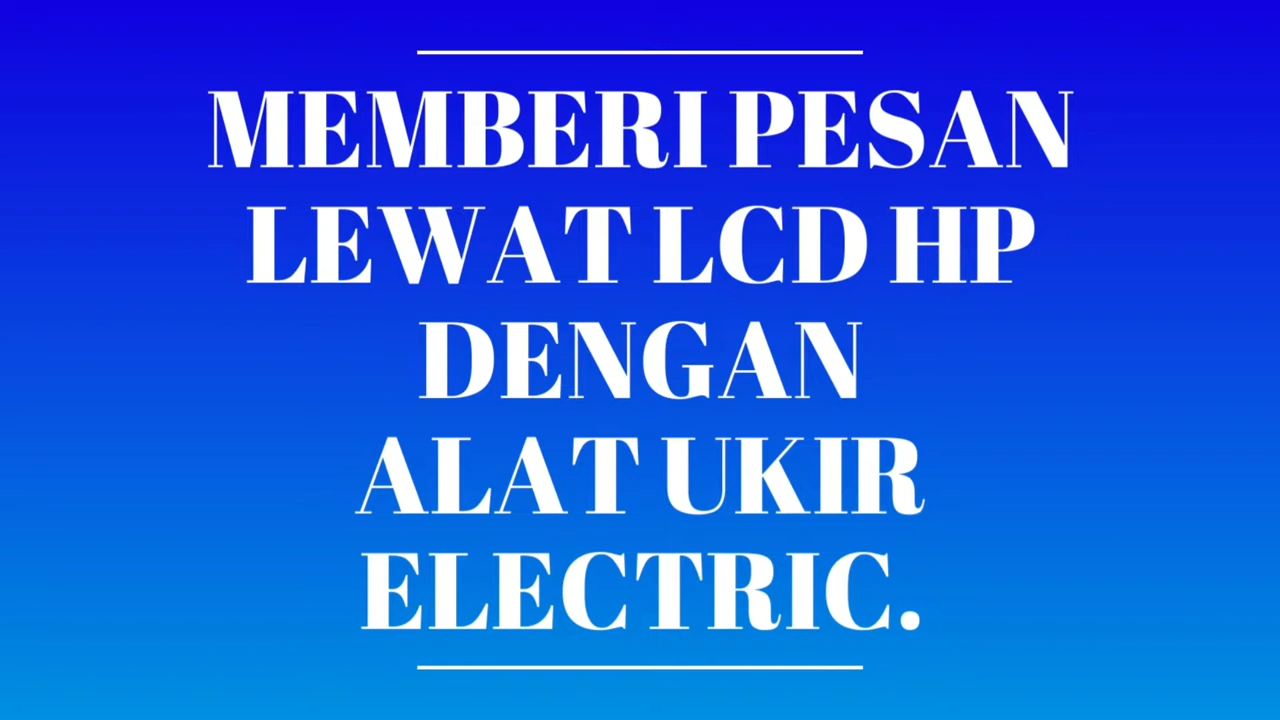 MEMBERI PESAN
LEWAT LCD HP
DENGAN
ALAT UKIR
ELECTRIC.